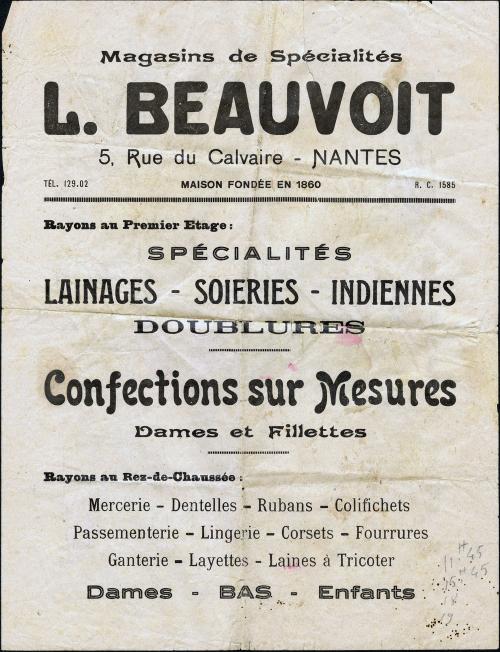 Magasins de Spécialités
L. BEAUVOIT
5, Rue du Calvaire - NANTES
TÉL. 129.02 MAISON FONDÉE EN 1860 R. C. 1585
Rayons au Premier Etage :
SPÉCIALITÉS
LAINAGES - SOIERIES - INDIENNES
DOUBLURES
Confections sur Mesures
Dames et Fillettes
Rayons au Rez-de-Chaussée :
Mercerie - Dentelles - Rubans - Colifichets
Passementerie - Lingerie - Corsets - Fourrures
Ganterie - Layettes - Laines à Tricoter
Dames - BAS - Enfants